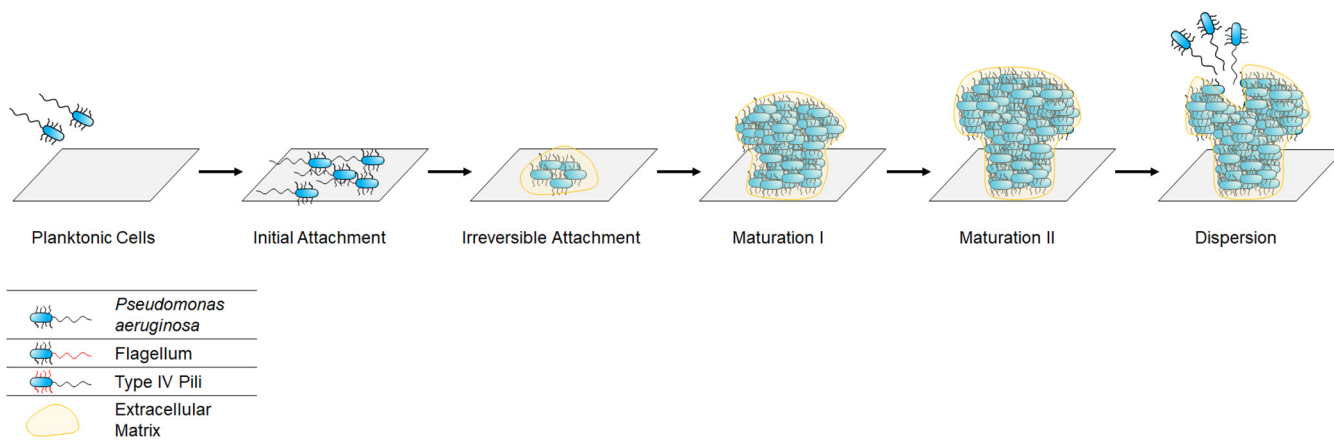 Planktonic Cells
Initial Attachment
Irreversible Attachment
Maturation I
Maturation II
Dispersion
Pseudomonas
aeruginosa
Flagellum
Type IV Pili
Extracellular
Matrix